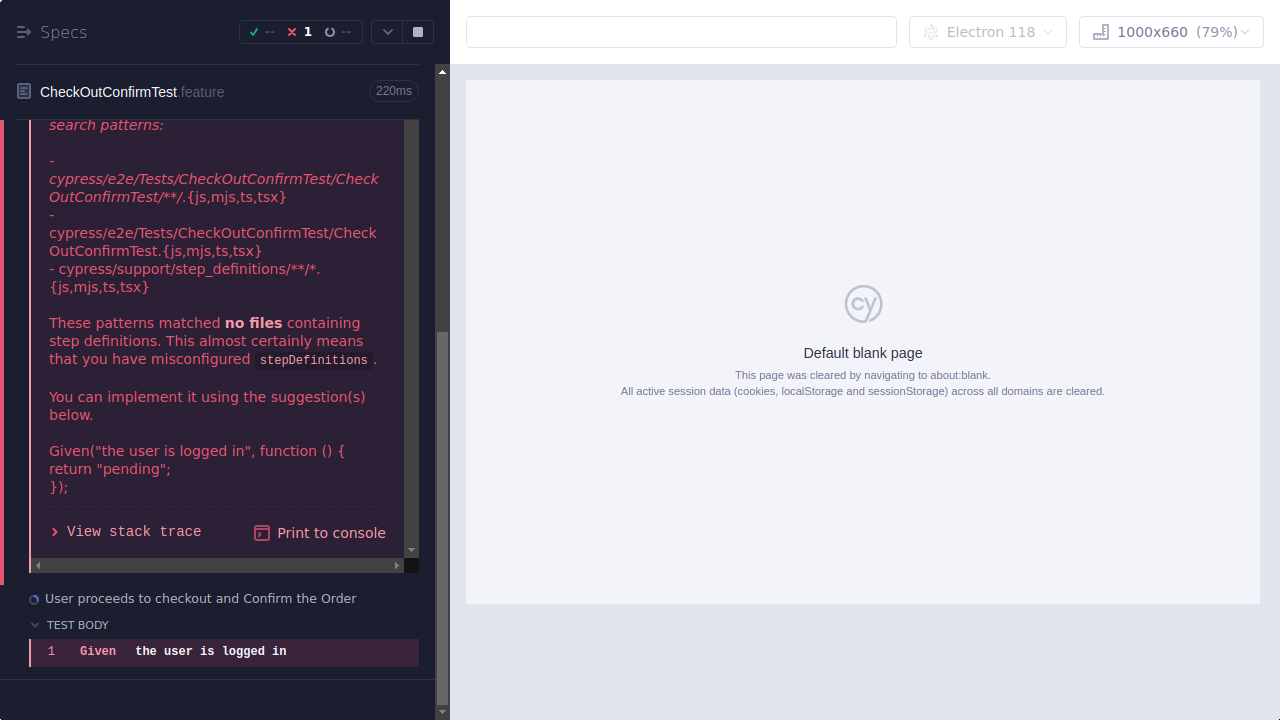 Specs
-- 1 --
CheckOutConfirmTest.feature 220ms
search patterns:
-
cypress/e2e/Tests/CheckOutConfirmTest/Check
OutConfirmTest/**/.{js,mjs,ts,tsx}
-
cypress/e2e/Tests/CheckOutConfirmTest/Check
OutConfirmTest.{js,mjs,ts,tsx}
- cypress/support/step_definitions/**/*.
{js,mjs,ts,tsx}
These patterns matched no files containing
step definitions. This almost certainly means
that you have misconfigured stepDefinitions.
You can implement it using the suggestion(s)
below.
Given("the user is logged in", function () {
return "pending";
});
View stack trace
Print to console
User proceeds to checkout and Confirm the Order
TEST BODY
1 Given the user is logged in
Electron 118
1000x660 (79%)
cy
Default blank page
This page was cleared by navigating to about:blank.
All active session data (cookies, localStorage and sessionStorage) across all domains are cleared.